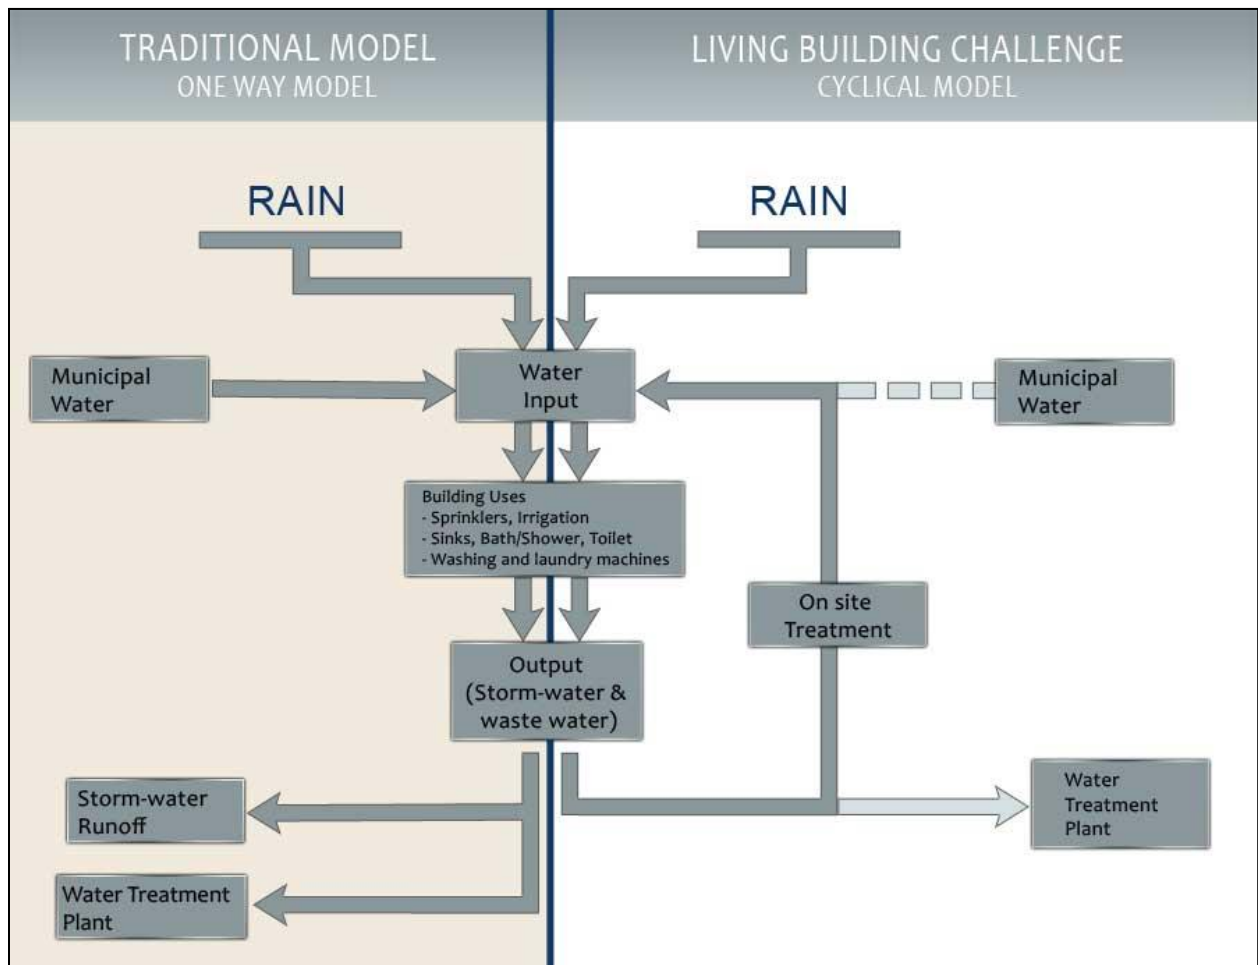 TRADITIONAL MODEL
ONE WAY MODEL
LIVING BUILDING CHALLENGE
CYCLICAL MODEL
RAIN
RAIN
Municipal
Water
Water
Input
Municipal
Water
Building Uses
- Sprinklers, Irrigation
- Sinks, Bath/Shower, Toilet
- Washing and laundry machines
On site
Treatment
Output
(Storm-water &
waste water)
Storm-water
Runoff
Water
Treatment
Plant
Water Treatment
Plant